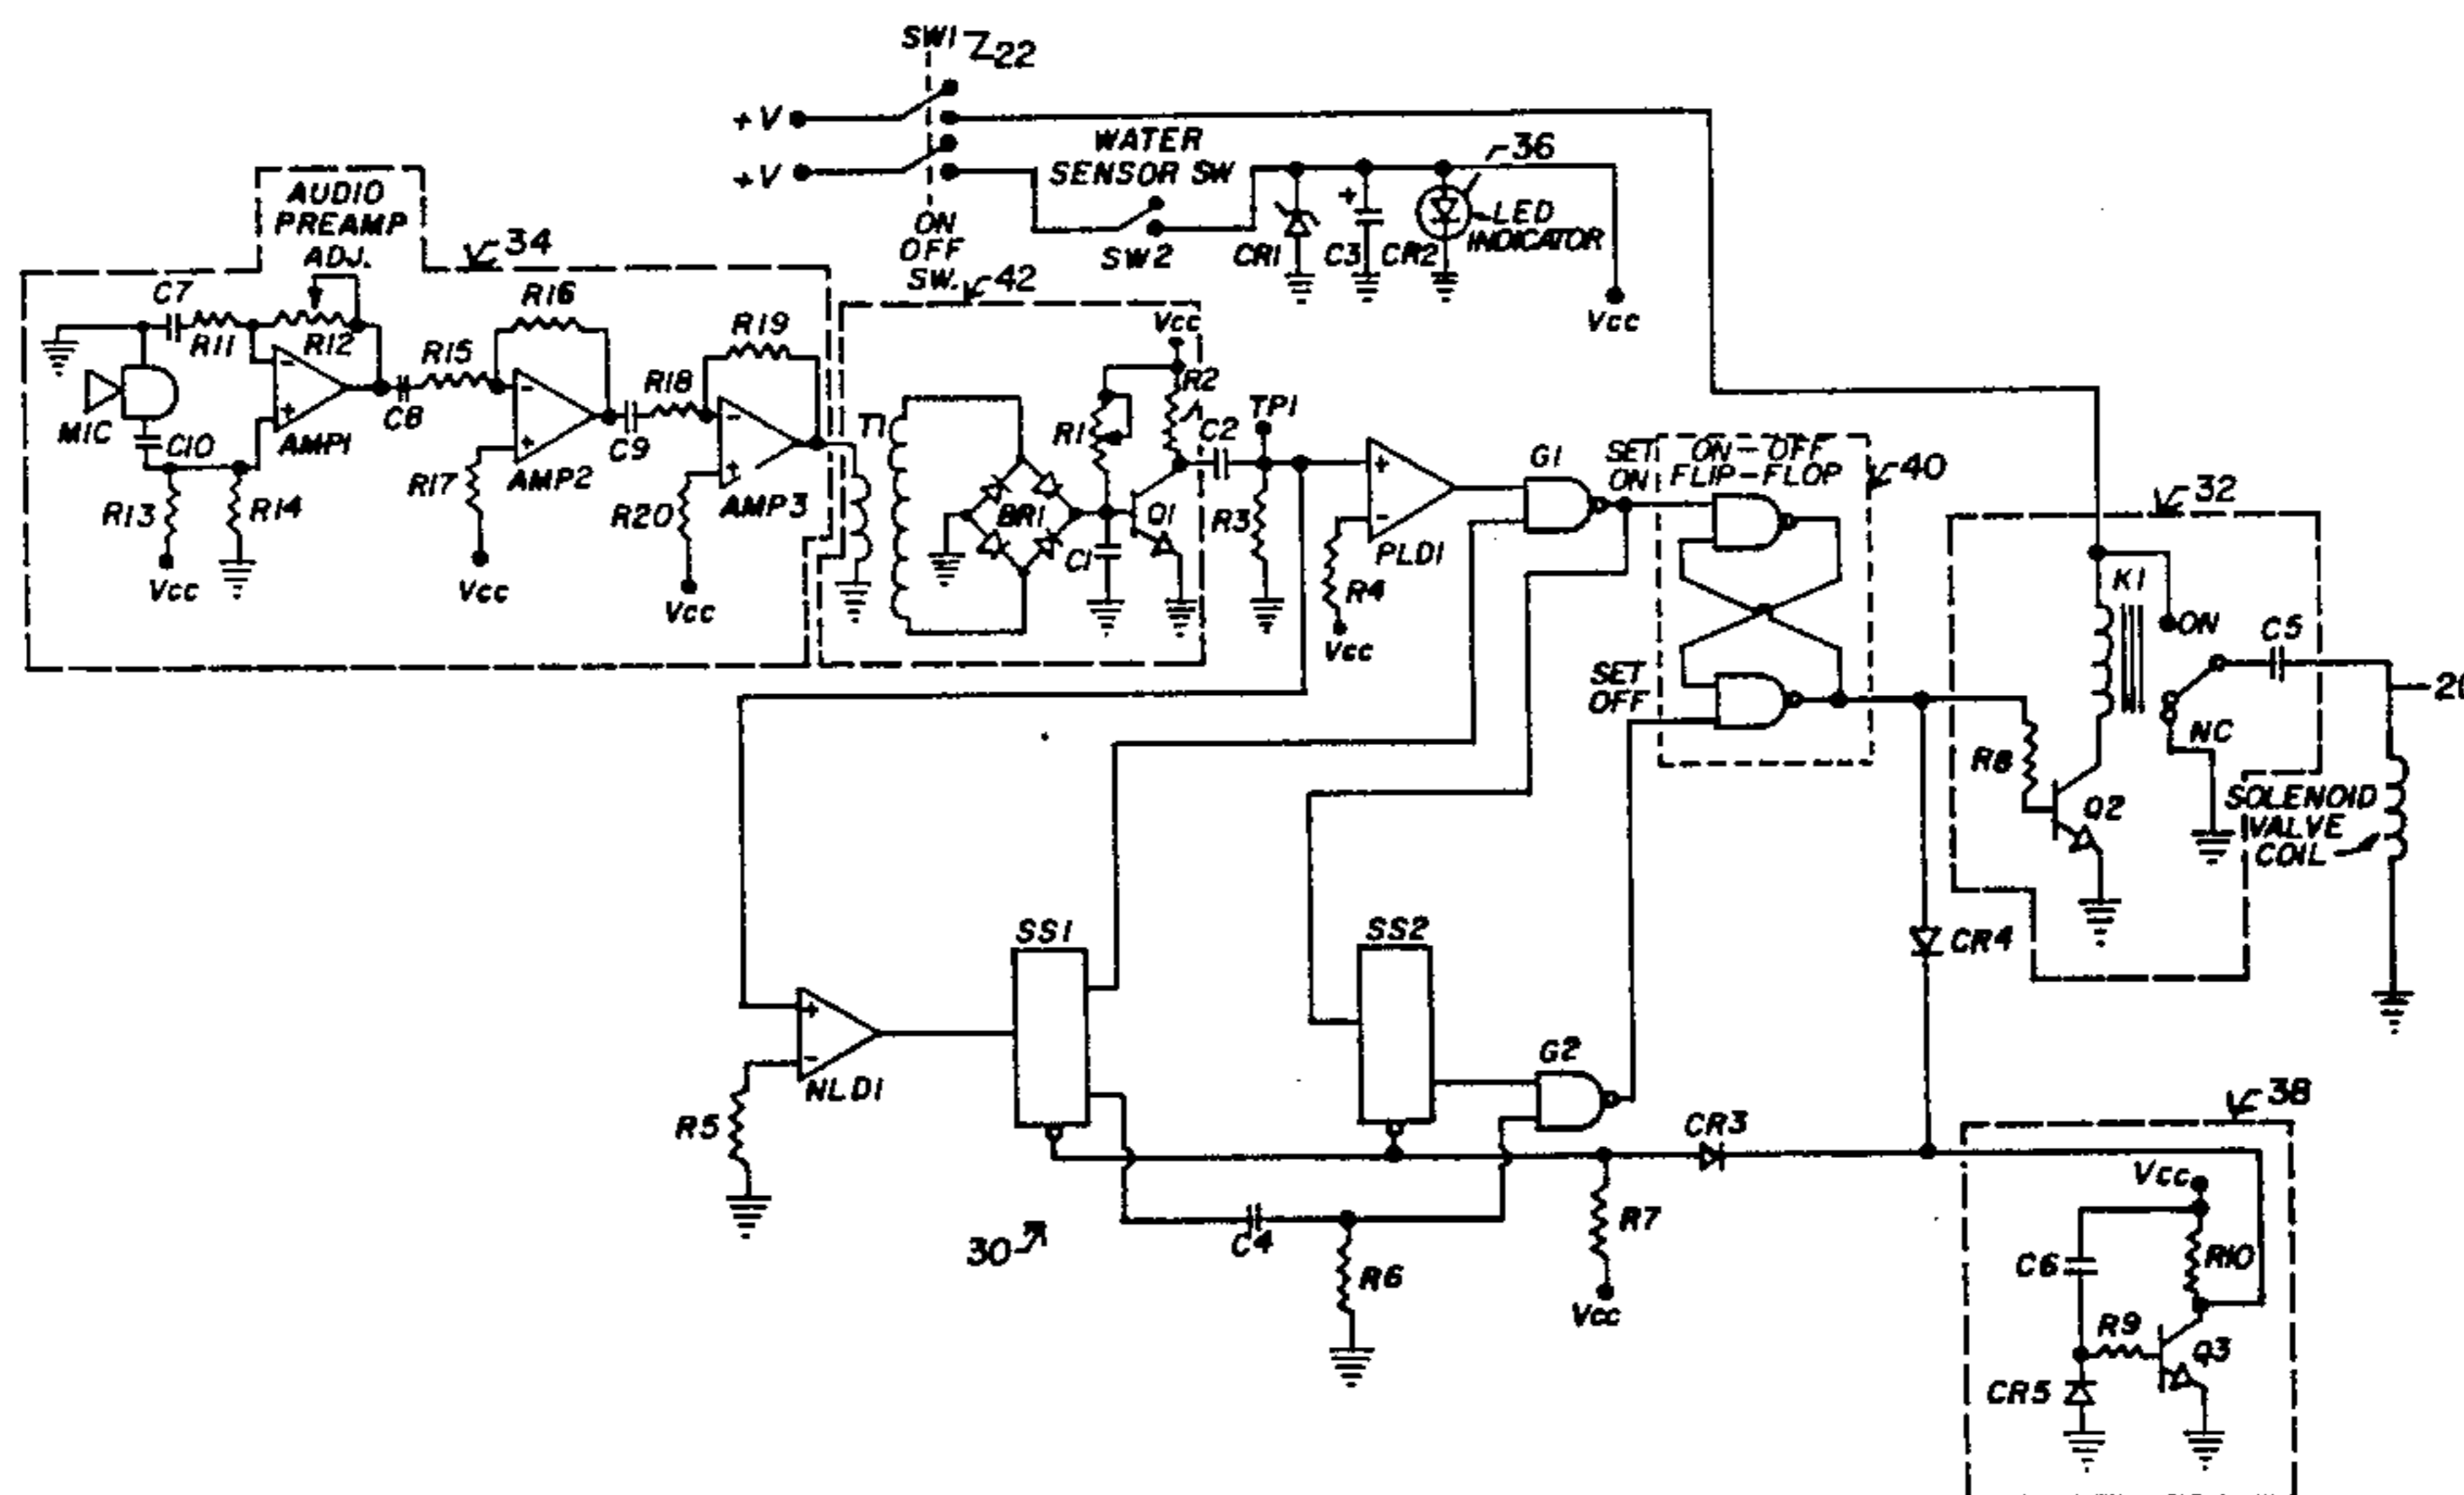 SW1
22
+V
+V
WATER
SENSOR SW
SW2
ON
OFF
SW.
36
LED
INDICATOR
CR1
+
C3
CR2
Vcc
AUDIO
PREAMP
ADJ.
34
C7
R11
R12
MIC
C10
-
+
AMP1
R13
R14
Vcc
C8
R15
R16
-
+
AMP2
R17
Vcc
C9
R18
R19
-
+
AMP3
R20
Vcc
42
T1
BR1
R1
Vcc
R2
C1
Q1
C2
TP1
R3
+
-
PLD1
R4
Vcc
G1
SET
ON
ON-OFF
FLIP-FLOP
40
SET
OFF
32
K1
ON
NC
C5
R8
Q2
SOLENOID
VALVE
COIL
CR4
+
-
NLD1
R5
SS1
SS2
G2
CR3
30
C4
R6
R7
Vcc
38
Vcc
C6
R10
R9
Q3
CR5